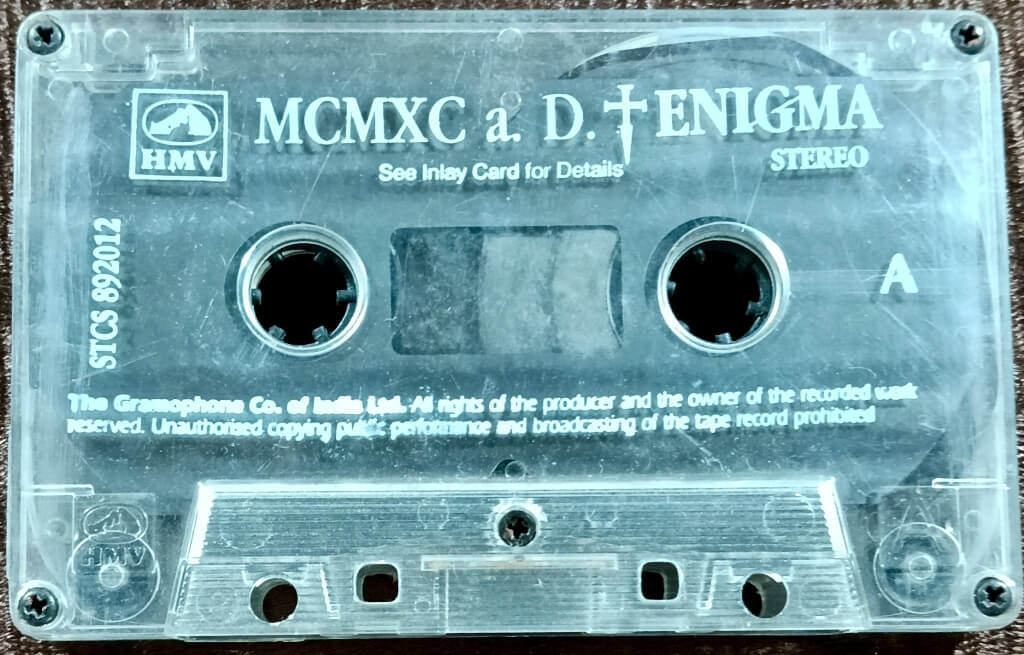 HMV
MCMXC a. D.†ENIGMA
STEREO
See Inlay Card for Details
STCS 892012
A
The Gramophone Co. of India Ltd. All rights of the producer and the owner of the recorded work
reserved. Unauthorised copying public performance and broadcasting of the tape record prohibited
HMV